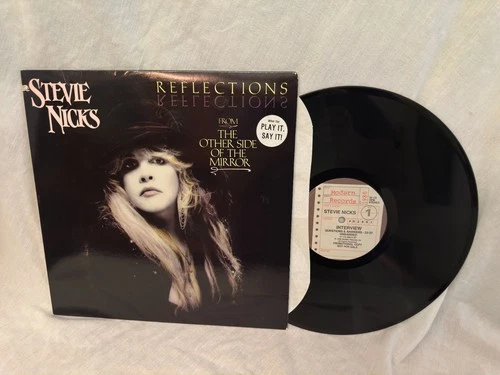 STEVIE
NICKS
REFLECTIONS
REFLECTIONS
FROM
THE
OTHER SIDE
OF THE
MIRROR
PLAY IT,
SAY IT!
Modern
Records
STEVIE NICKS
1
INTERVIEW